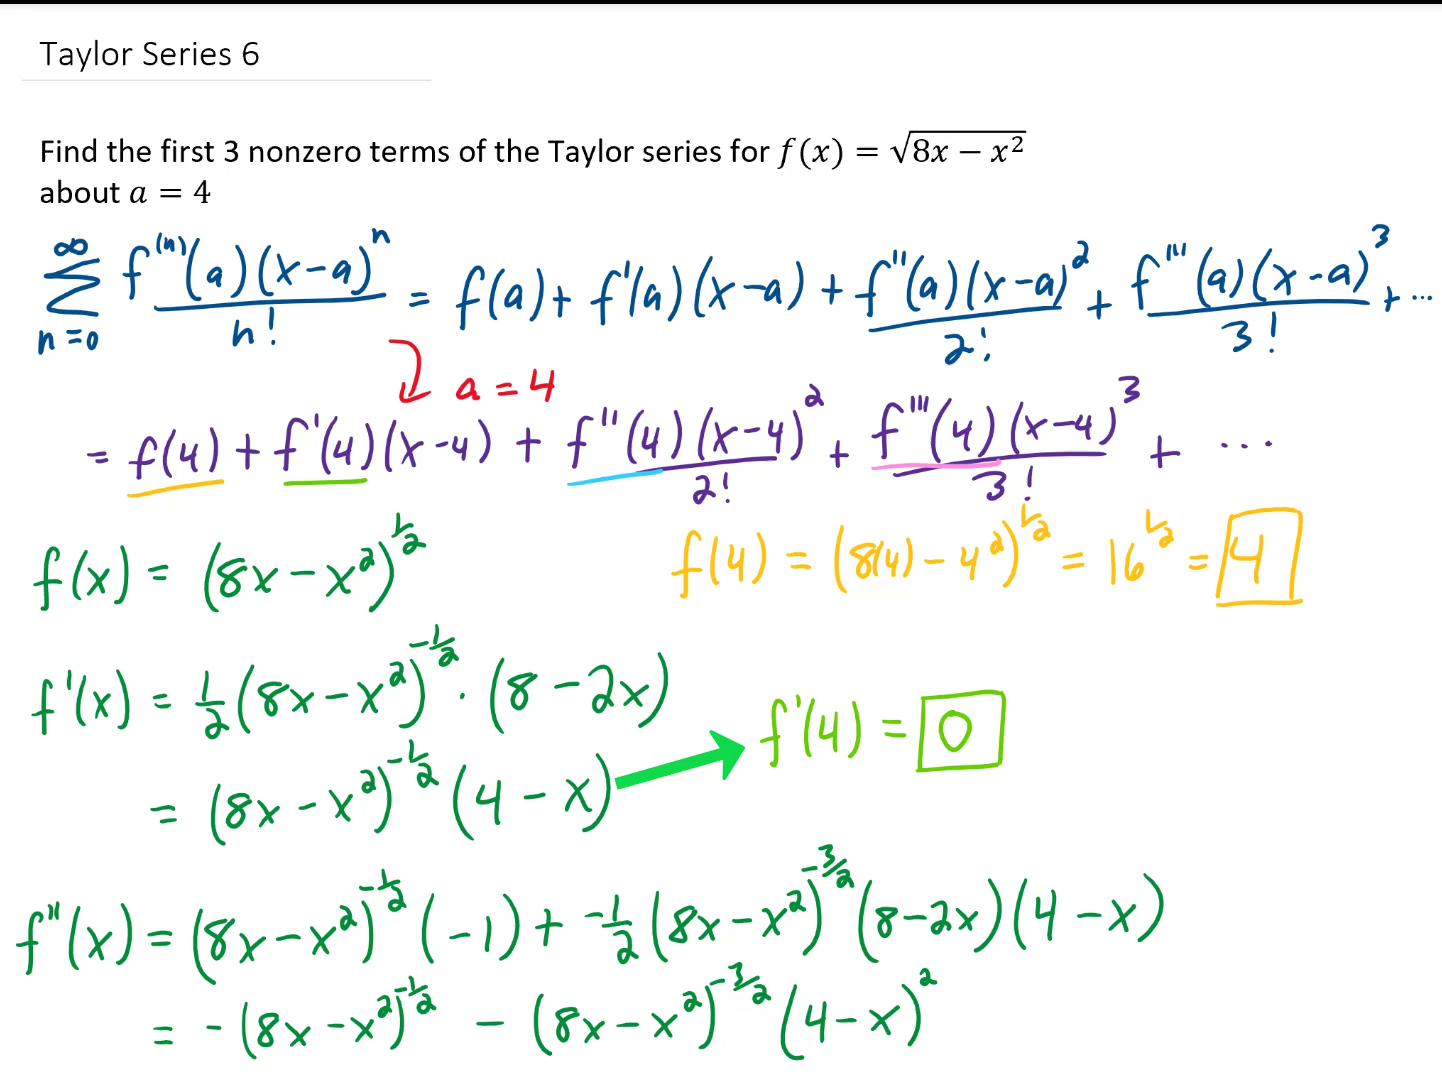 Taylor Series 6
Find the first 3 nonzero terms of the Taylor series for f(x) = √(8x − x²)
about a = 4
∞ Σ n=0 f⁽ⁿ⁾(a)(x-a)ⁿ / n! = f(a) + f'(a)(x-a) + f''(a)(x-a)² / 2! + f'''(a)(x-a)³ / 3! + ...
a = 4
= f(4) + f'(4)(x-4) + f''(4)(x-4)² / 2! + f'''(4)(x-4)³ / 3! + ...
f(x) = (8x-x²)^½ f(4) = (8(4)-4²)^½ = 16^½ = 4
f'(x) = ½(8x-x²)^-½ · (8-2x)
= (8x-x²)^-½ (4-x) f'(4) = 0
f''(x) = (8x-x²)^-½ (-1) + -½(8x-x²)^-3/2 (8-2x)(4-x)
= -(8x-x²)^-½ - (8x-x²)^-3/2 (4-x)²